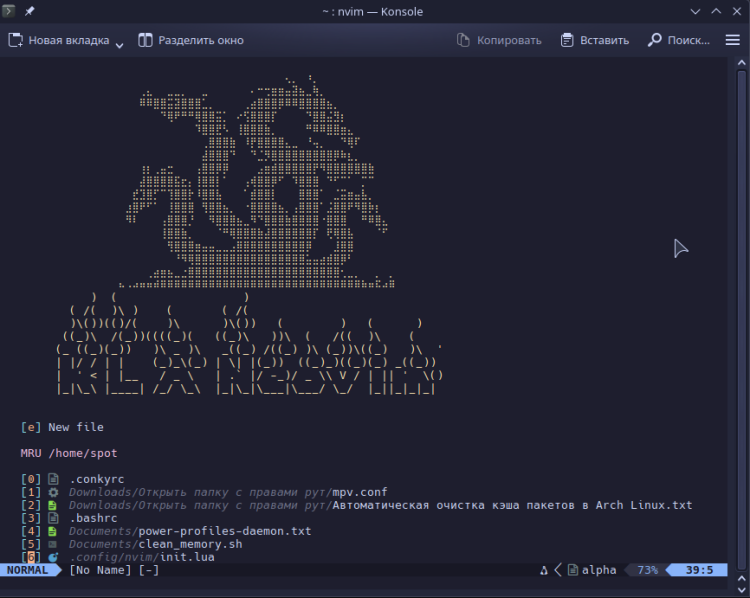 ~ : nvim — Konsole
Новая вкладка
Разделить окно
Копировать
Вставить
Поиск...
[e] New file
MRU /home/spot
[0] .conkyrc
[1] Downloads/Открыть папку с правами рут/mpv.conf
[2] Downloads/Открыть папку с правами рут/Автоматическая очистка кэша пакетов в Arch Linux.txt
[3] .bashrc
[4] Documents/power-profiles-daemon.txt
[5] Documents/clean_memory.sh
[6] .config/nvim/init.lua
NORMAL [No Name] [-] alpha 73% 39:5